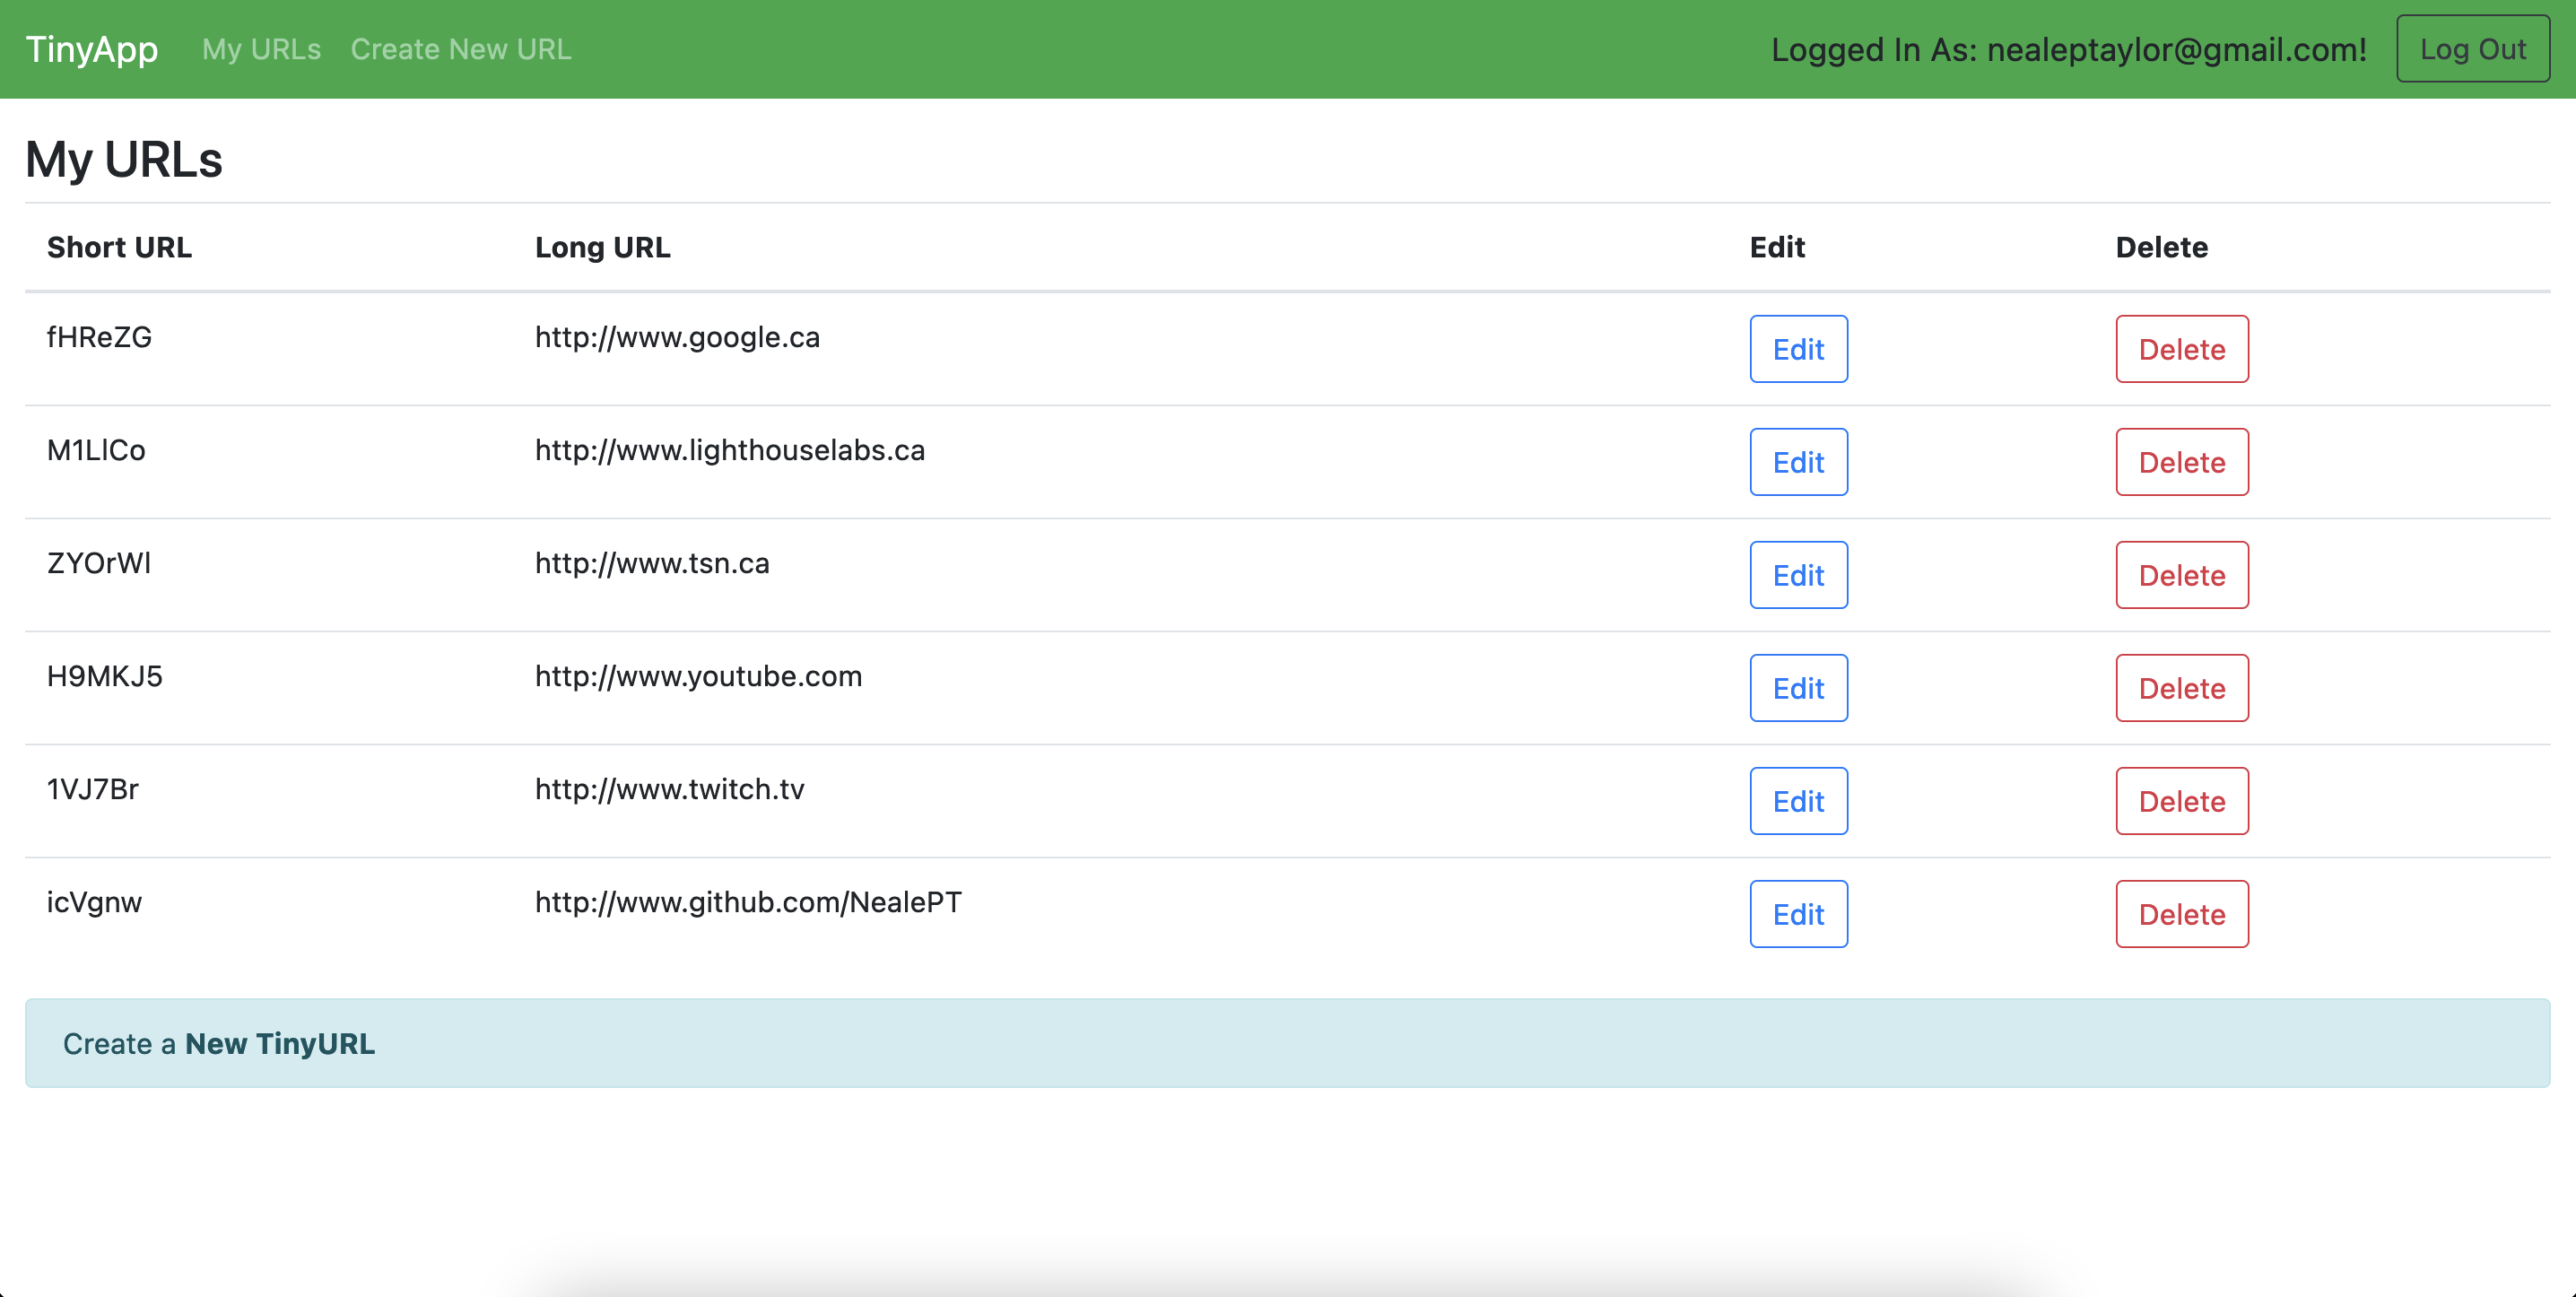 TinyApp My URLs Create New URL Logged In As: nealeptaylor@gmail.com! Log Out
My URLs
Short URL Long URL Edit Delete
fHReZG http://www.google.ca Edit Delete
M1LlCo http://www.lighthouselabs.ca Edit Delete
ZYOrWl http://www.tsn.ca Edit Delete
H9MKJ5 http://www.youtube.com Edit Delete
1VJ7Br http://www.twitch.tv Edit Delete
icVgnw http://www.github.com/NealePT Edit Delete
Create a New TinyURL